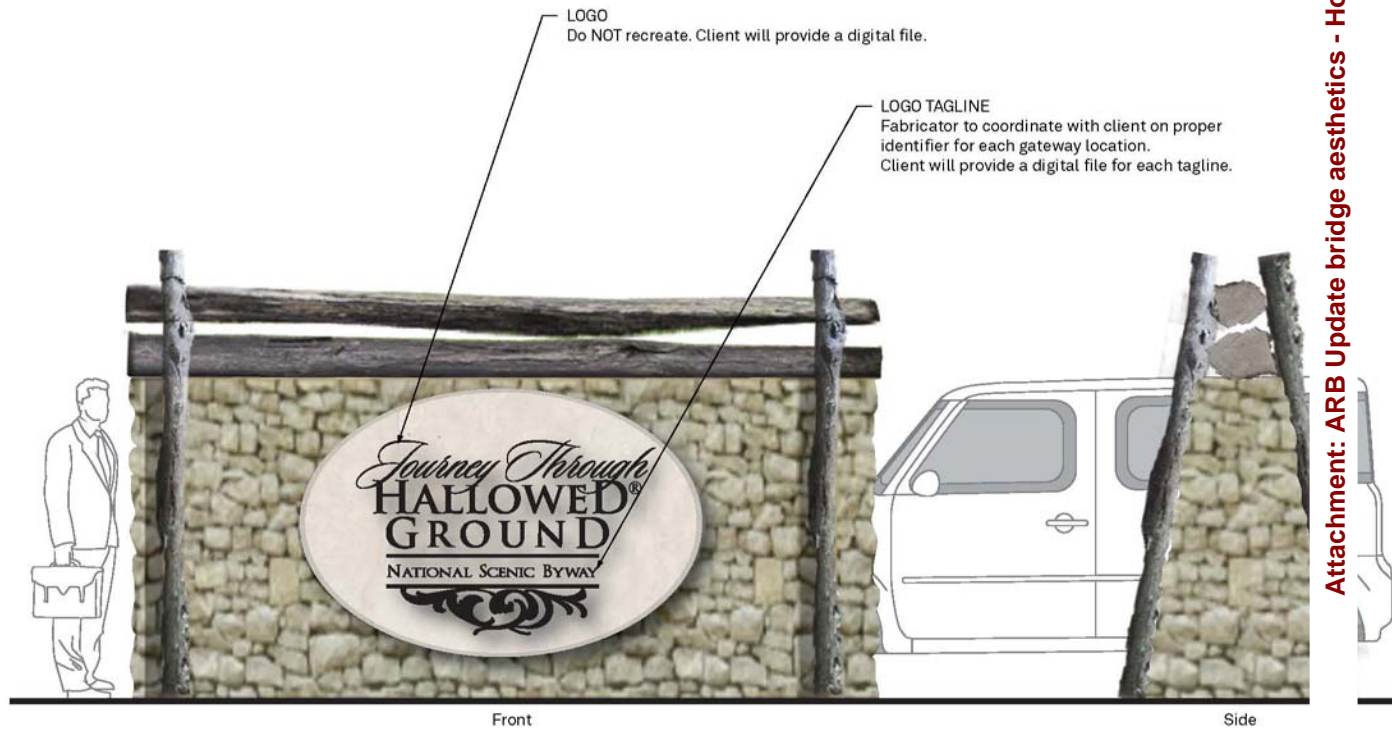 LOGO
Do NOT recreate. Client will provide a digital file.
LOGO TAGLINE
Fabricator to coordinate with client on proper
identifier for each gateway location.
Client will provide a digital file for each tagline.
Journey Through
HALLOWED®
GROUND
NATIONAL SCENIC BYWAY
Front
Side
Attachment: ARB Update bridge aesthetics -